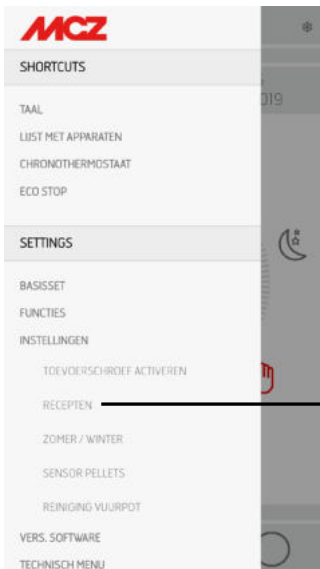 MCZ
SHORTCUTS
TAAL
LIJST MET APPARATEN
CHRONOTHERMOSTAAT
ECO STOP
2019
SETTINGS
BASISSET
FUNCTIES
INSTELLINGEN
TOEVOERSCHROEF ACTIVEREN
RECEPTEN
ZOMER / WINTER
SENSOR PELLETS
REINIGING VUURPOT
VERS. SOFTWARE
TECHNISCH MENU